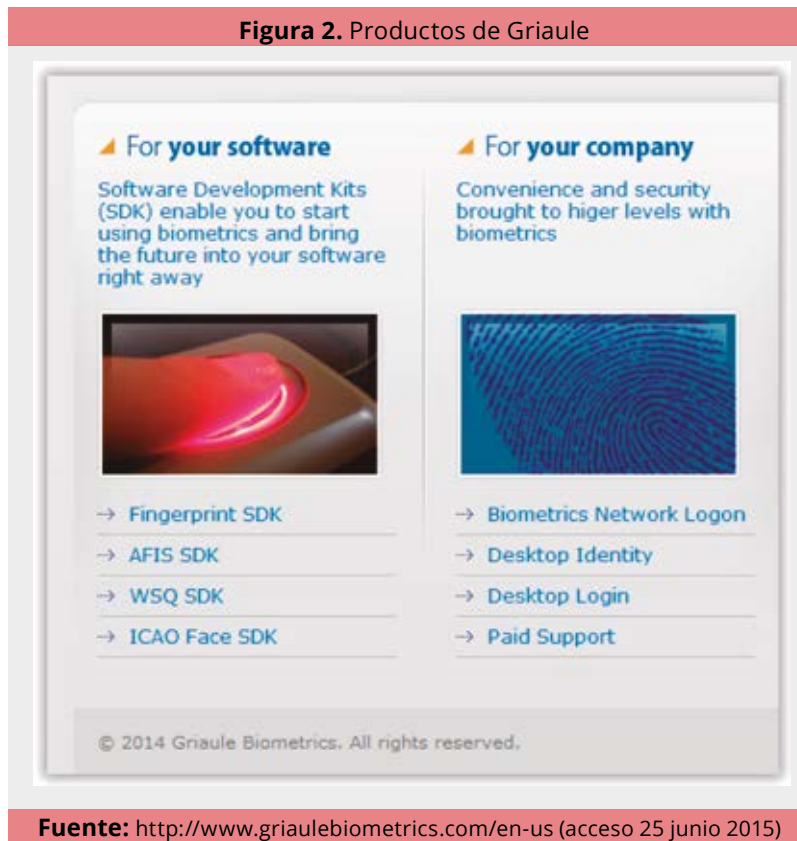 Figura 2. Productos de Griaule
For your software
Software Development Kits
(SDK) enable you to start
using biometrics and bring
the future into your software
right away
→ Fingerprint SDK
→ AFIS SDK
→ WSQ SDK
→ ICAO Face SDK
For your company
Convenience and security
brought to higer levels with
biometrics
→ Biometrics Network Logon
→ Desktop Identity
→ Desktop Login
→ Paid Support
© 2014 Griaule Biometrics. All rights reserved.
Fuente: http://www.griaulebiometrics.com/en-us (acceso 25 junio 2015)